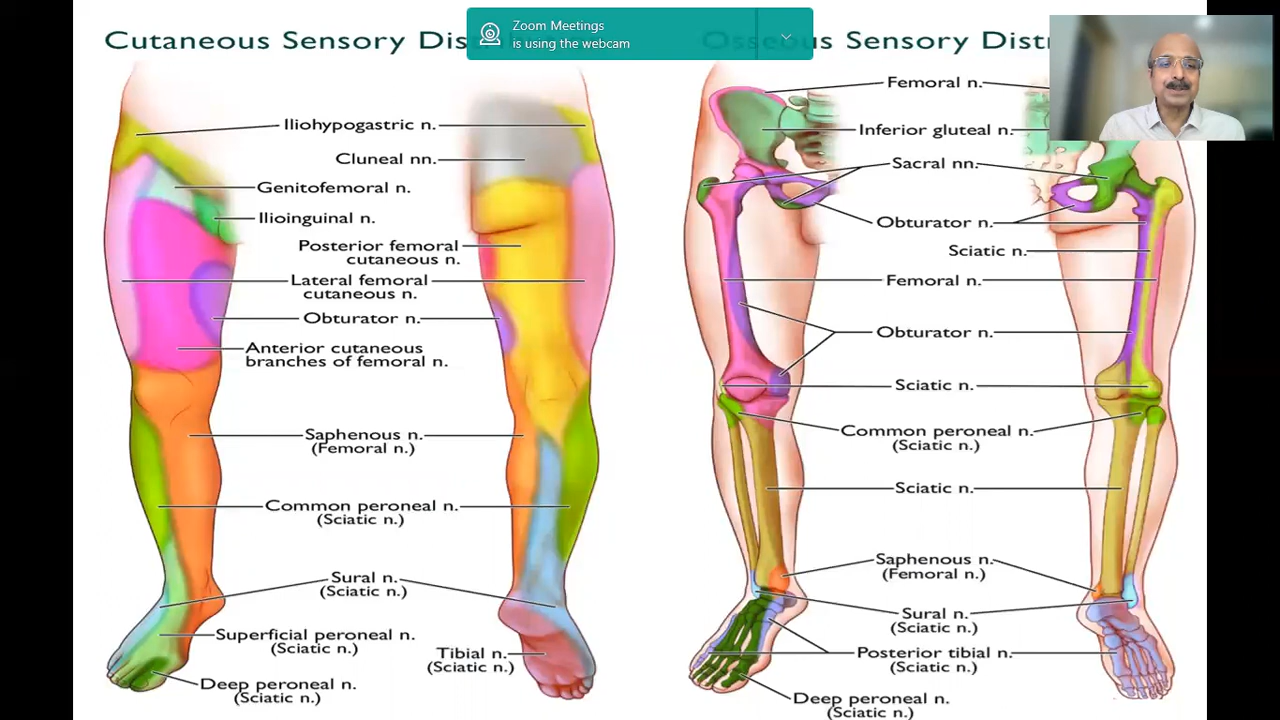 Zoom Meetings
is using the webcam
Cutaneous Sensory Dis
Osseous Sensory Dist
Iliohypogastric n.
Cluneal nn.
Genitofemoral n.
Ilioinguinal n.
Posterior femoral
cutaneous n.
Lateral femoral
cutaneous n.
Obturator n.
Anterior cutaneous
branches of femoral n.
Saphenous n.
(Femoral n.)
Common peroneal n.
(Sciatic n.)
Sural n.
(Sciatic n.)
Superficial peroneal n.
(Sciatic n.)
Tibial n.
(Sciatic n.)
Deep peroneal n.
(Sciatic n.)
Femoral n.
Inferior gluteal n.
Sacral nn.
Obturator n.
Sciatic n.
Femoral n.
Obturator n.
Sciatic n.
Common peroneal n.
(Sciatic n.)
Sciatic n.
Saphenous n.
(Femoral n.)
Sural n.
(Sciatic n.)
Posterior tibial n.
(Sciatic n.)
Deep peroneal n.
(Sciatic n.)